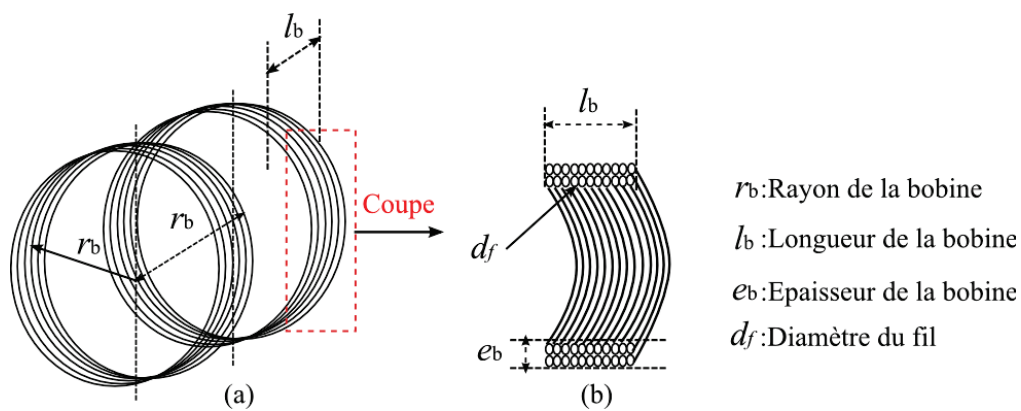 lb
rb
rb
Coupe
(a)
lb
df
eb
(b)
rb:Rayon de la bobine
lb :Longueur de la bobine
eb:Epaisseur de la bobine
df:Diamètre du fil